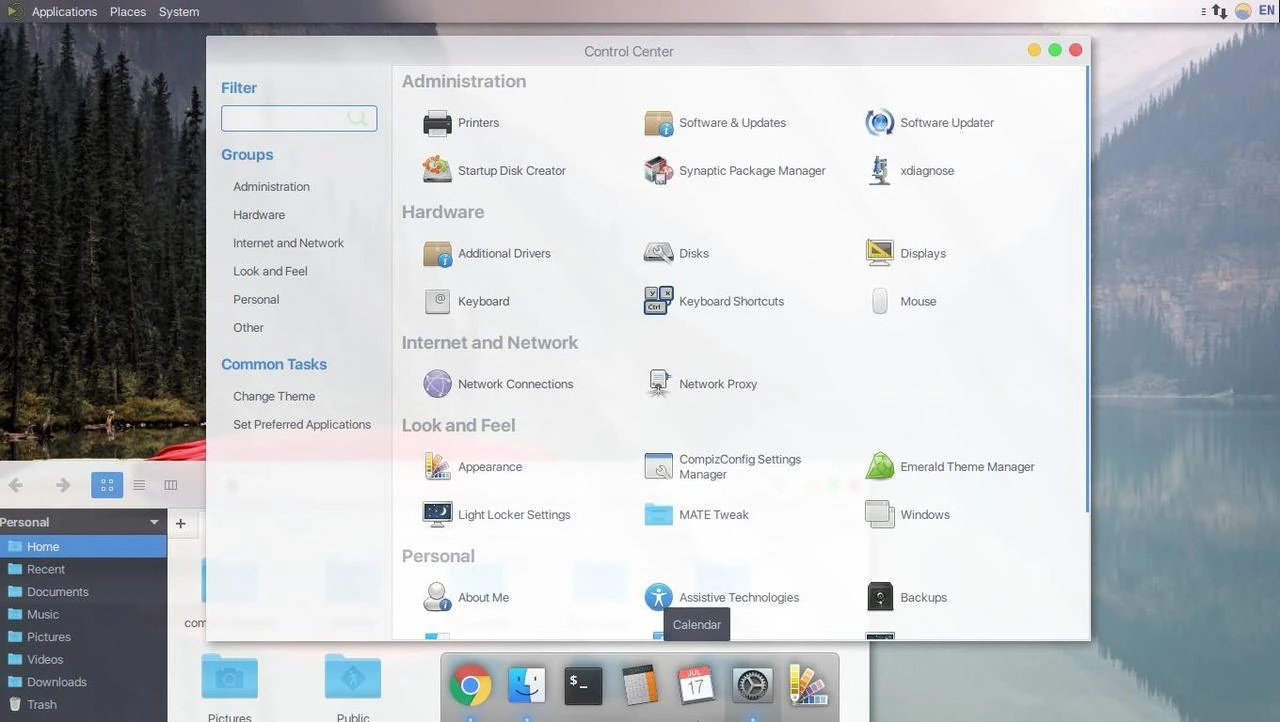 Applications Places System
EN
Control Center
Filter
Groups
Administration
Hardware
Internet and Network
Look and Feel
Personal
Other
Common Tasks
Change Theme
Set Preferred Applications
Administration
Printers
Software & Updates
Software Updater
Startup Disk Creator
Synaptic Package Manager
xdiagnose
Hardware
Additional Drivers
Disks
Displays
Keyboard
Keyboard Shortcuts
Mouse
Internet and Network
Network Connections
Network Proxy
Look and Feel
Appearance
CompizConfig Settings
Manager
Emerald Theme Manager
Light Locker Settings
MATE Tweak
Windows
Personal
About Me
Assistive Technologies
Backups
Calendar
Personal
Home
Recent
Documents
Music
Pictures
Videos
Downloads
Trash
com
Pictures
Public
JUL
17